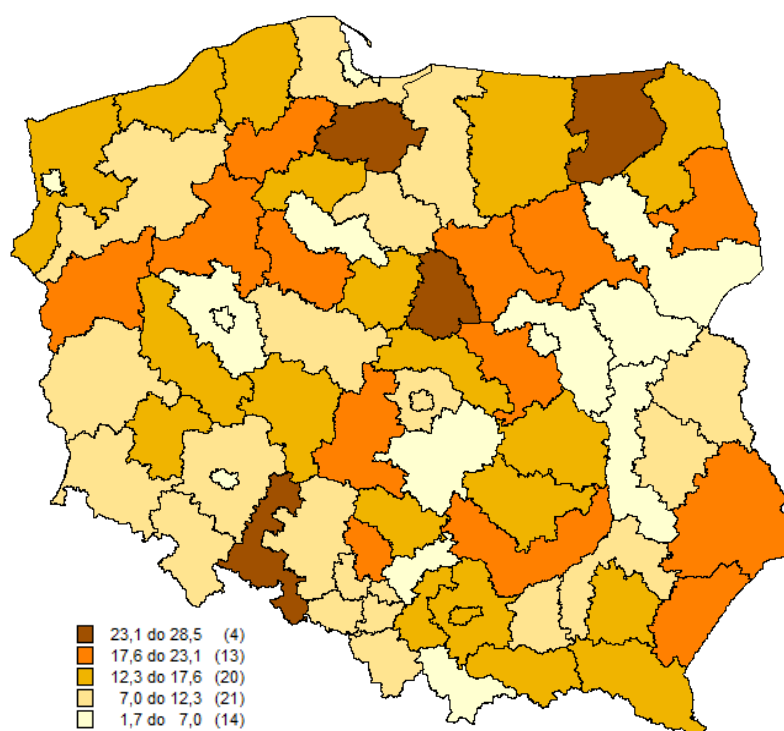 23,1 do 28,5 (4)
17,6 do 23,1 (13)
12,3 do 17,6 (20)
7,0 do 12,3 (21)
1,7 do 7,0 (14)